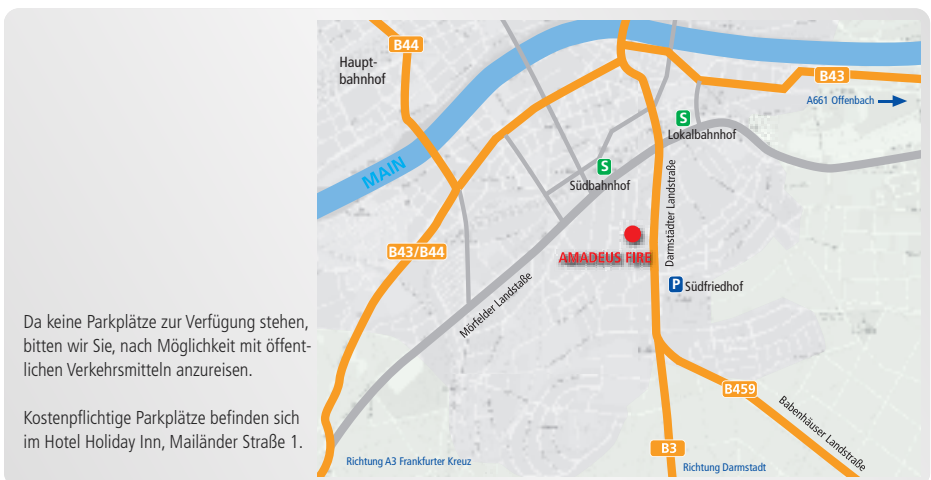 B44
Haupt-
bahnhof
B43
A661 Offenbach
S
Lokalbahnhof
MAIN
S
Südbahnhof
Darmstädter Landstraße
B43/B44
AMADEUS FIRE
P Südfriedhof
Mörfelder Landstaße
Da keine Parkplätze zur Verfügung stehen,
bitten wir Sie, nach Möglichkeit mit öffent-
lichen Verkehrsmitteln anzureisen.
Kostenpflichtige Parkplätze befinden sich
im Hotel Holiday Inn, Mailänder Straße 1.
B459
Babenhäuser Landstraße
B3
Richtung A3 Frankfurter Kreuz
Richtung Darmstadt